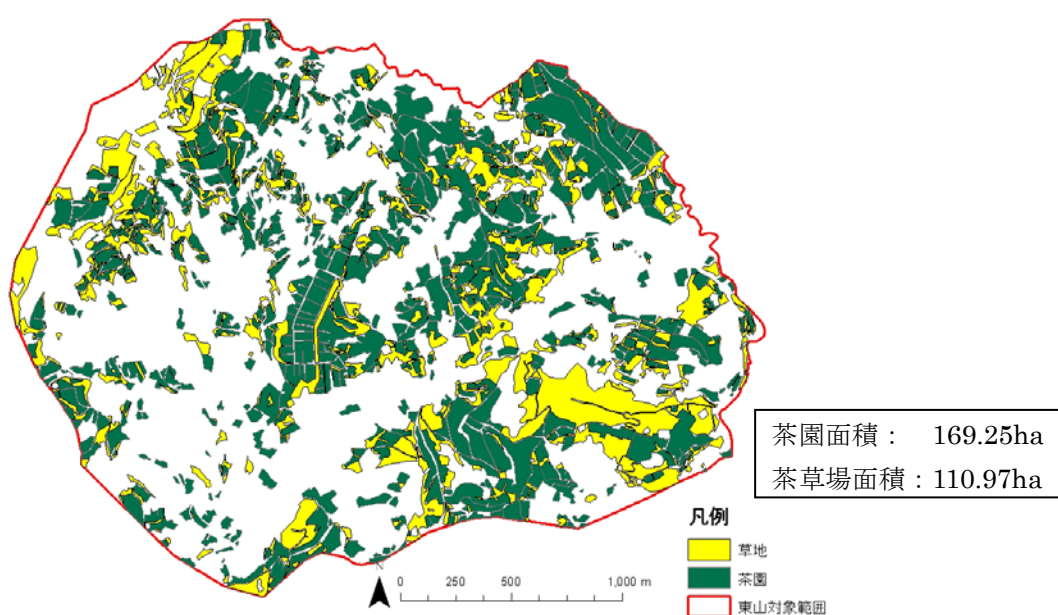 茶園面積： 169.25ha
茶草場面積：110.97ha
凡例
草地
茶園
東山対象範囲
N
0 250 500 1,000 m